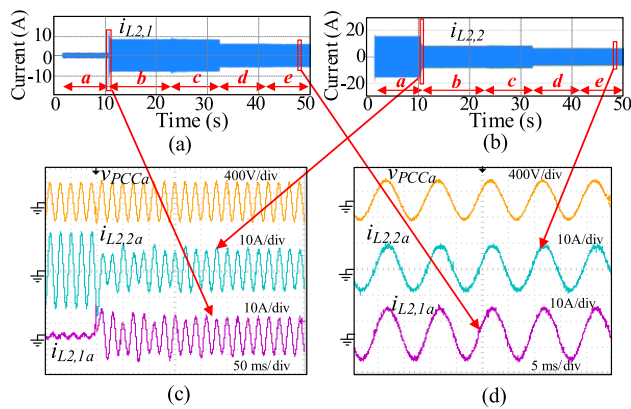 Current (A)
10
0
-10
i_{L2,1}
a b c d e
0 10 20 30 40 50
Time (s)
(a)
Current (A)
20
0
-20
i_{L2,2}
a b c d e
0 10 20 30 40 50
Time (s)
(b)
v_{PCCa}
400V/div
i_{L2,2a}
10A/div
10A/div
i_{L2,1a}
50 ms/div
(c)
v_{PCCa}
400V/div
i_{L2,2a}
10A/div
i_{L2,1a}
10A/div
5 ms/div
(d)